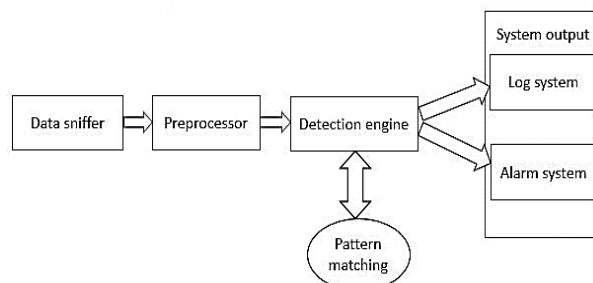 System output
Log system
Data sniffer
Preprocessor
Detection engine
Alarm system
Pattern
matching